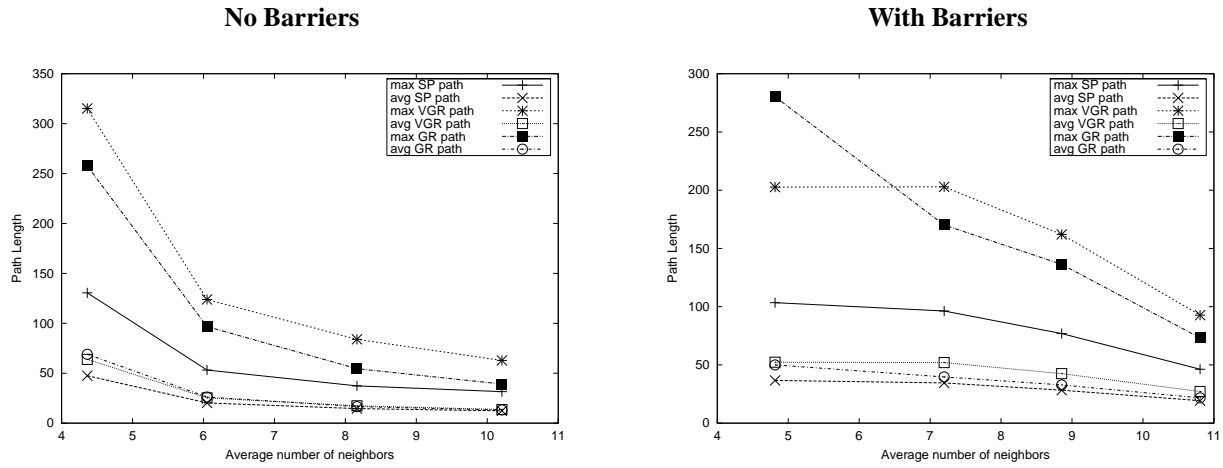 No Barriers
350
300
250
200
150
100
50
0
4 5 6 7 8 9 10 11
Path Length
Average number of neighbors
max SP path
avg SP path
max VGR path
avg VGR path
max GR path
avg GR path
With Barriers
300
250
200
150
100
50
0
4 5 6 7 8 9 10 11
Path Length
Average number of neighbors
max SP path
avg SP path
max VGR path
avg VGR path
max GR path
avg GR path